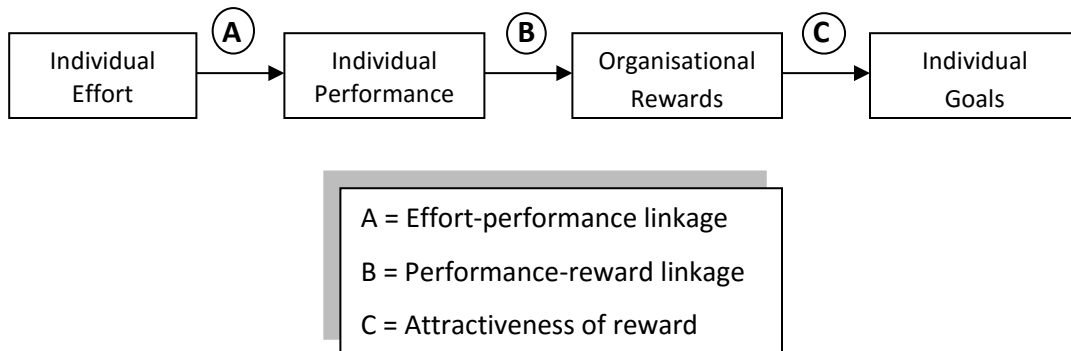 A
B
C
Individual
Effort
Individual
Performance
Organisational
Rewards
Individual
Goals
A = Effort-performance linkage
B = Performance-reward linkage
C = Attractiveness of reward